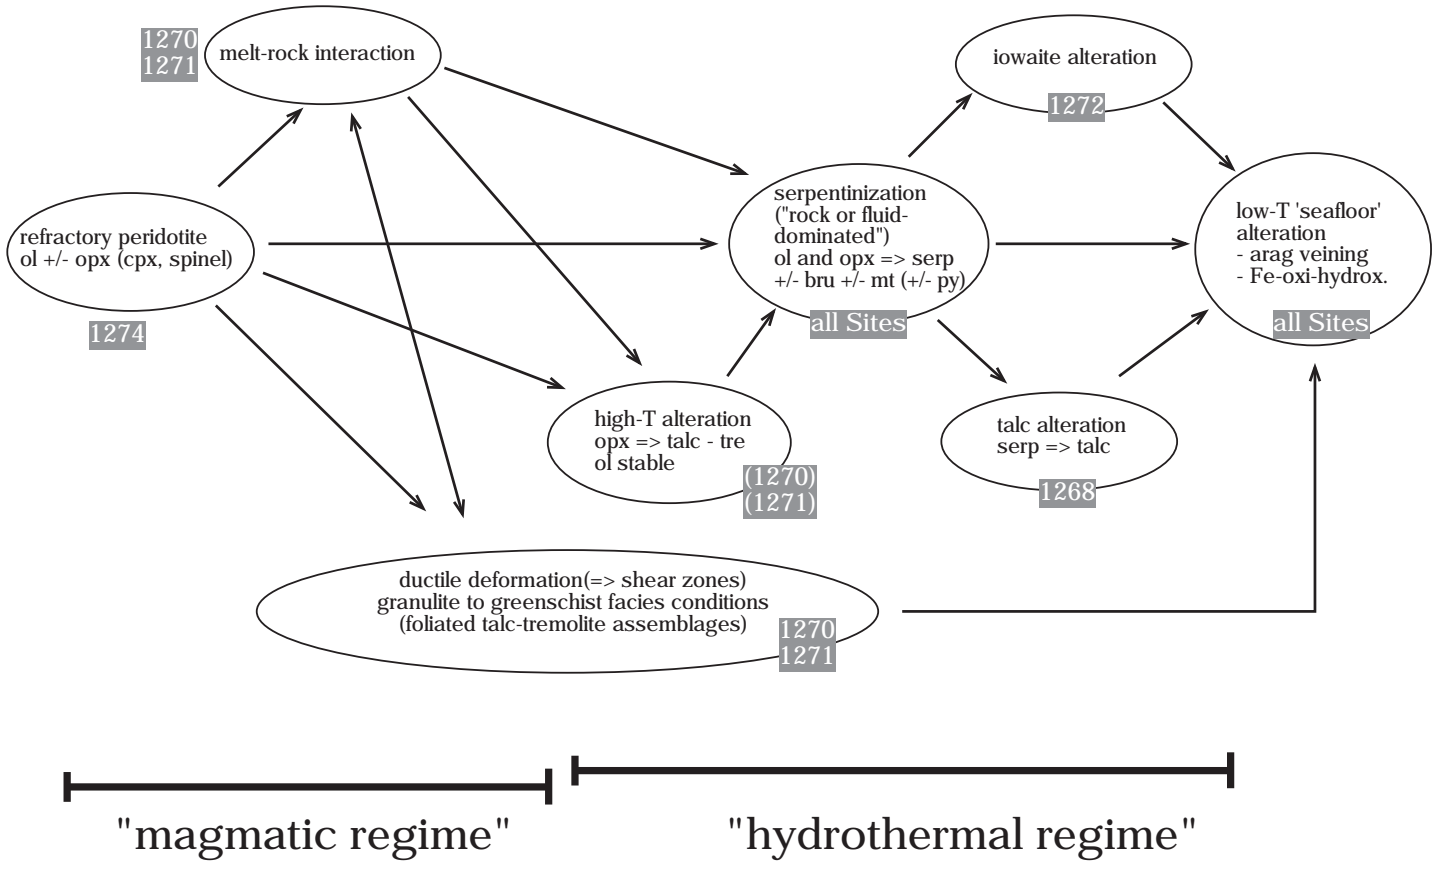 1270
1271
melt-rock interaction
iowaite alteration
1272
refractory peridotite
ol +/- opx (cpx, spinel)
1274
serpentinization
("rock or fluid-
dominated")
ol and opx => serp
+/- bru +/- mt (+/- py)
all Sites
low-T 'seafloor'
alteration
- arag veining
- Fe-oxi-hydrox.
all Sites
high-T alteration
opx => talc - tre
ol stable
(1270)
(1271)
talc alteration
serp => talc
1268
ductile deformation(=> shear zones)
granulite to greenschist facies conditions
(foliated talc-tremolite assemblages)
1270
1271
"magmatic regime"
"hydrothermal regime"